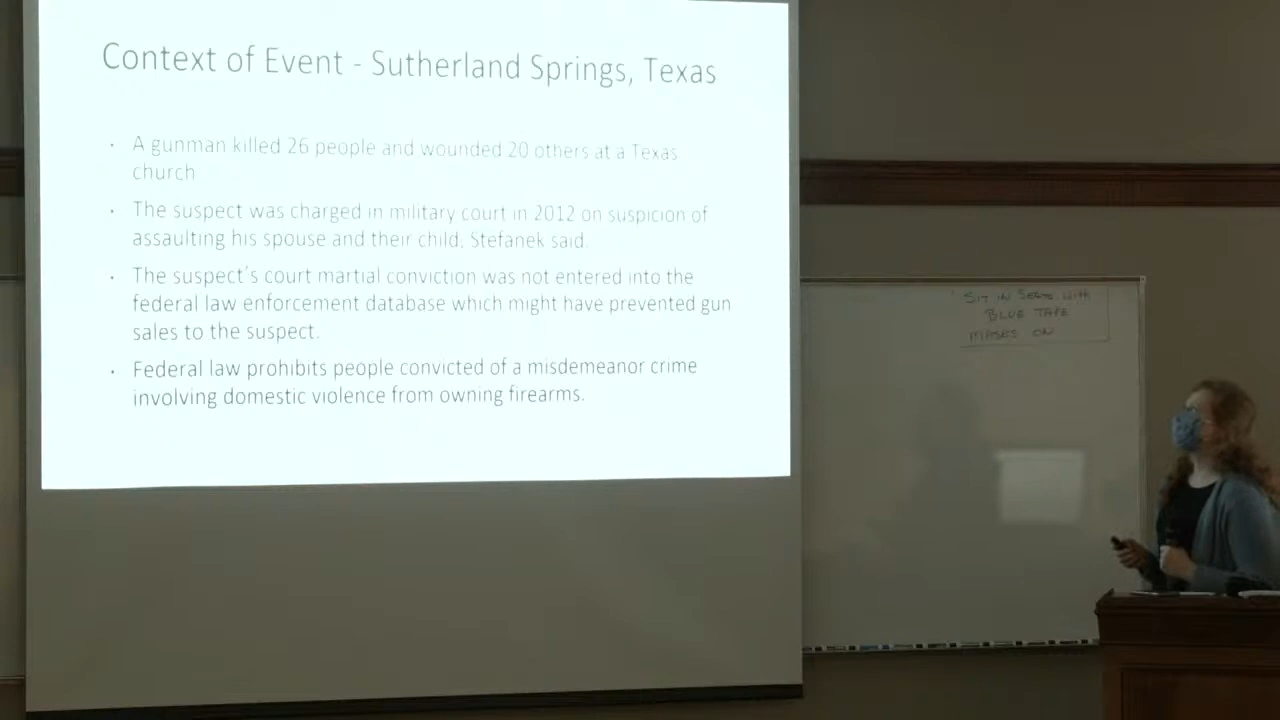 Context of Event - Sutherland Springs, Texas
· A gunman killed 26 people and wounded 20 others at a Texas
church
· The suspect was charged in military court in 2012 on suspicion of
assaulting his spouse and their child, Stefanek said.
· The suspect's court martial conviction was not entered into the
federal law enforcement database which might have prevented gun
sales to the suspect.
· Federal law prohibits people convicted of a misdemeanor crime
involving domestic violence from owning firearms.
SIT IN Seats with
BLUE TAPE
MASKS ON